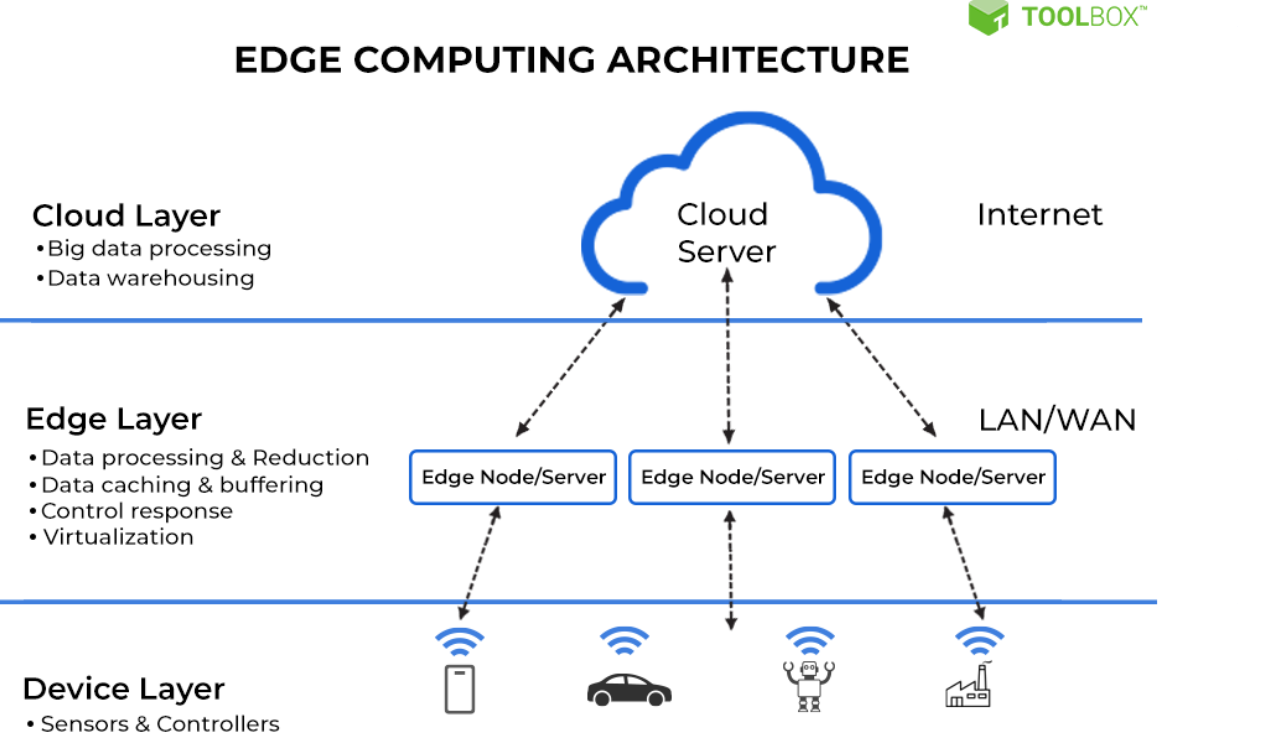 TOOLBOX™
EDGE COMPUTING ARCHITECTURE
Cloud Layer
•Big data processing
•Data warehousing
Cloud
Server
Internet
Edge Layer
•Data processing & Reduction
•Data caching & buffering
•Control response
• Virtualization
LAN/WAN
Edge Node/Server
Edge Node/Server
Edge Node/Server
Device Layer
• Sensors & Controllers